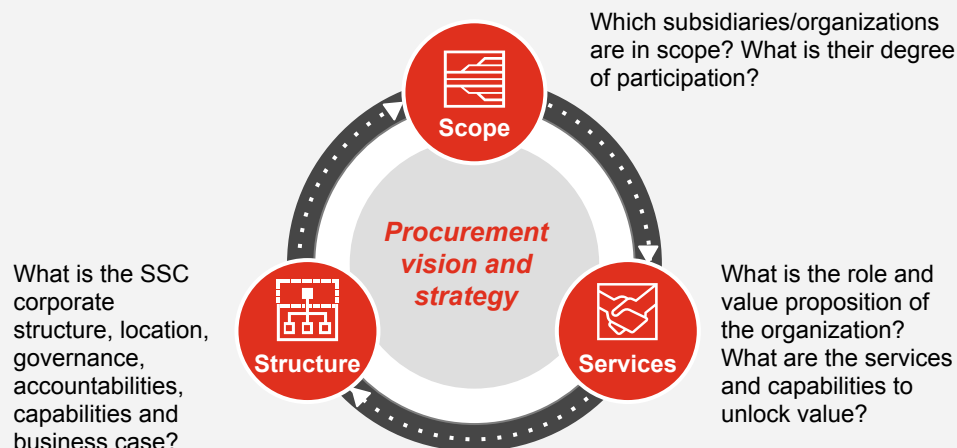 Which subsidiaries/organizations
are in scope? What is their degree
of participation?
Scope
Procurement
vision and
strategy
What is the SSC
corporate
structure, location,
governance,
accountabilities,
capabilities and
business case?
Structure
Services
What is the role and
value proposition of
the organization?
What are the services
and capabilities to
unlock value?